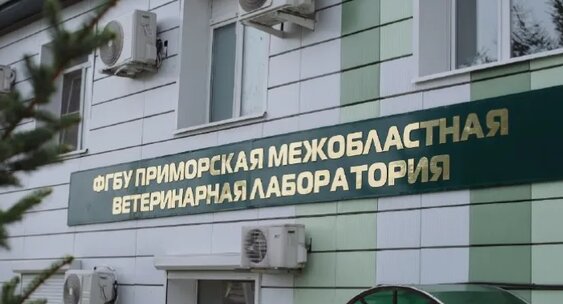 ФГБУ ПРИМОРСКАЯ МЕЖОБЛАСТНАЯ
ВЕТЕРИНАРНАЯ ЛАБОРАТОРИЯ